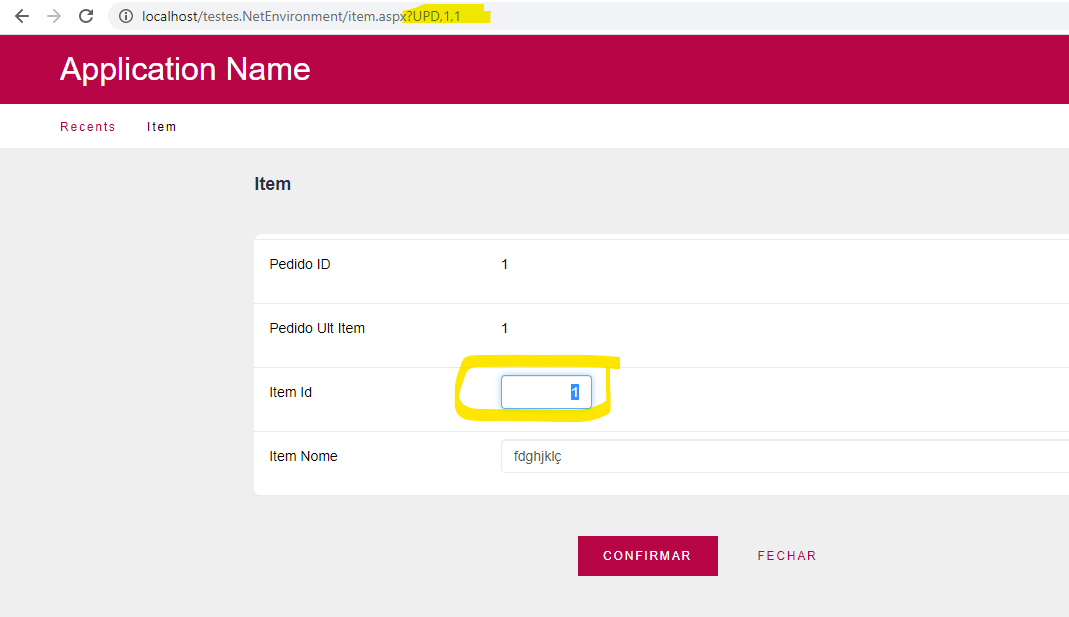 localhost/testes.NetEnvironment/item.aspx?UPD,1,1
Application Name
Recents Item
Item
Pedido ID 1
Pedido Ult Item 1
Item Id 1
Item Nome fdghjklç
CONFIRMAR FECHAR